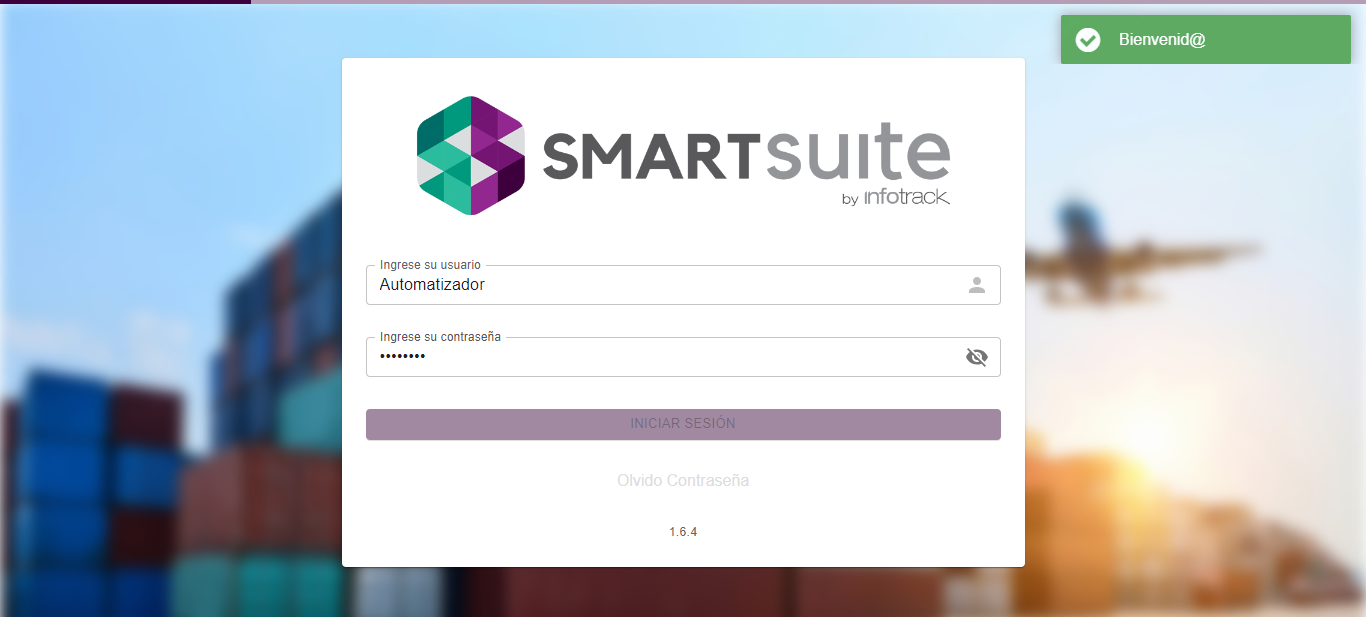 Bienvenid@
SMARTsuite
by infotrack
Ingrese su usuario
Automatizador
Ingrese su contraseña
••••••••
INICIAR SESIÓN
Olvido Contraseña
1.6.4